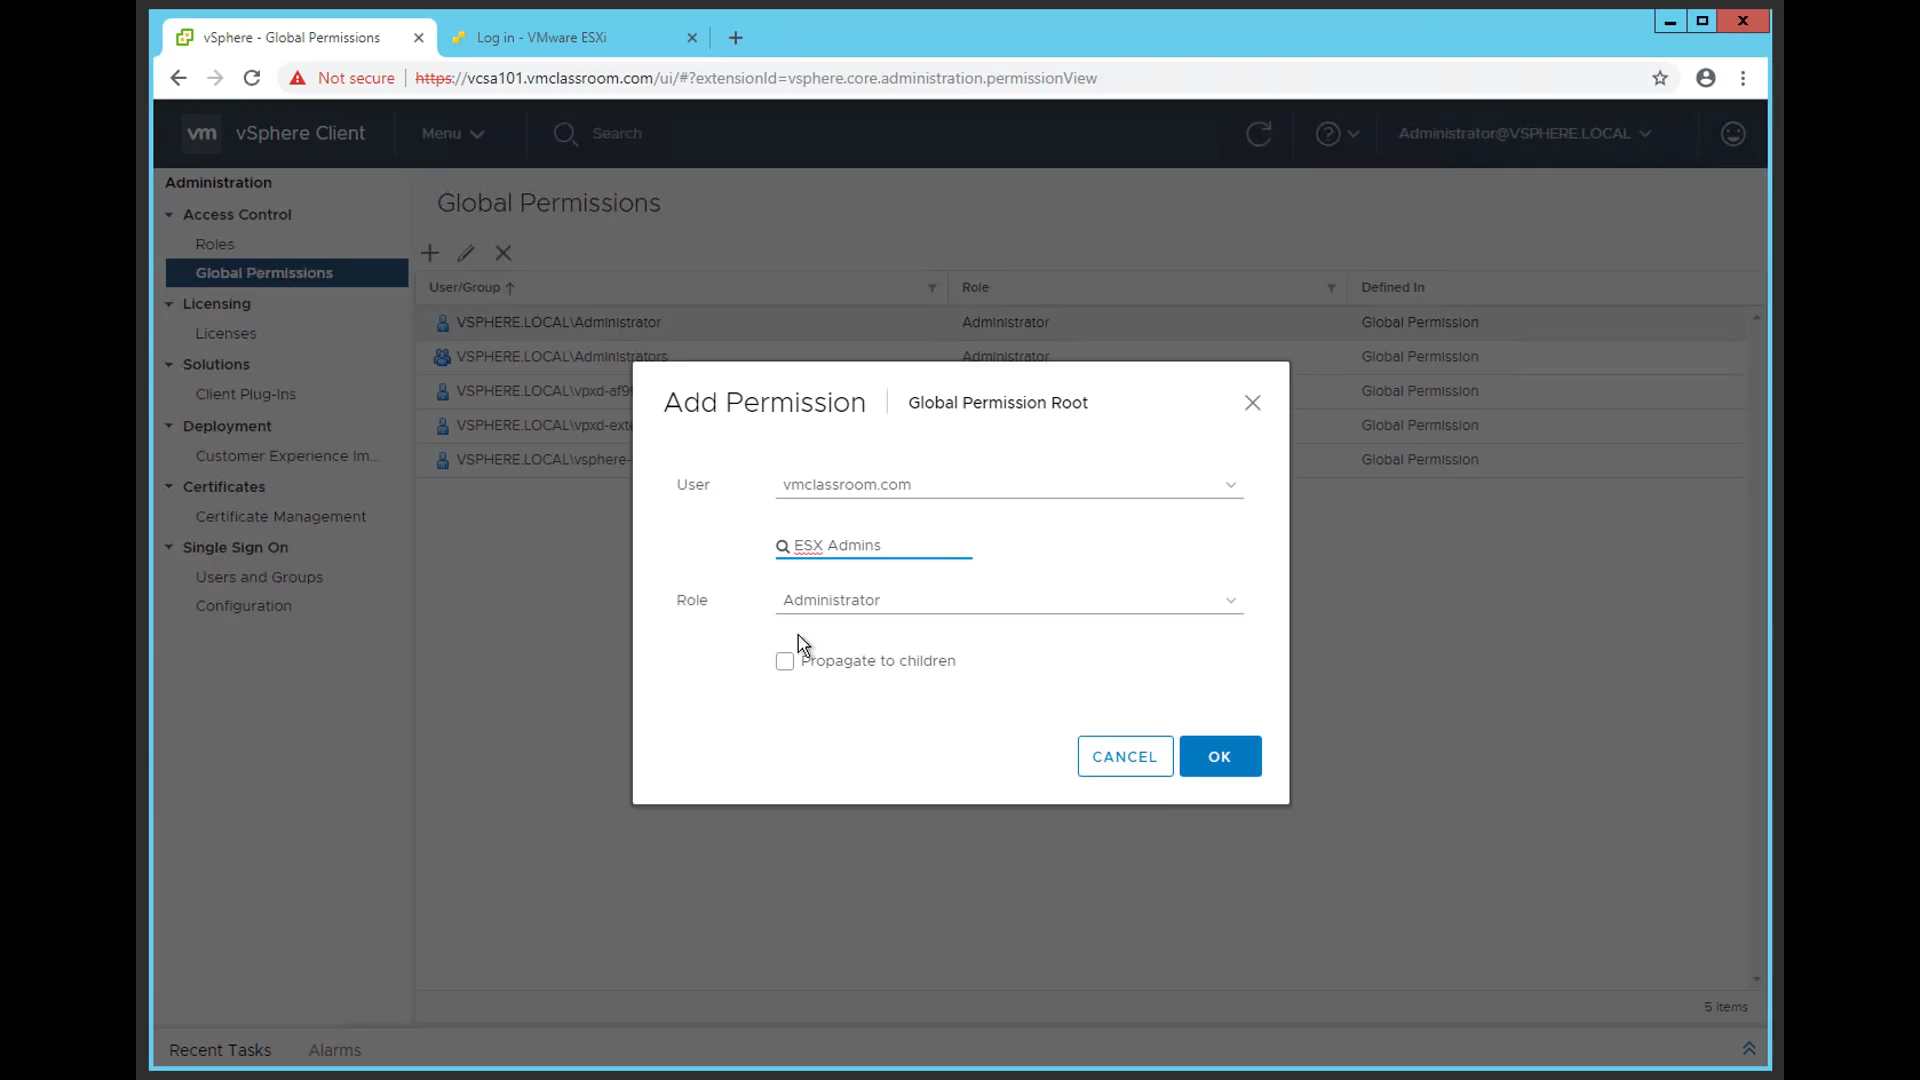 vSphere - Global Permissions
Log in - VMware ESXi
Not secure
https://vcsa101.vmclassroom.com/ui/#?extensionId=vsphere.core.administration.permissionView
vm vSphere Client
Menu
Search
Administrator@VSPHERE.LOCAL
Administration
Access Control
Roles
Global Permissions
Licensing
Licenses
Solutions
Client Plug-Ins
Deployment
Customer Experience Im...
Certificates
Certificate Management
Single Sign On
Users and Groups
Configuration
Global Permissions
User/Group Role Defined In
VSPHERE.LOCAL\Administrator Administrator Global Permission
VSPHERE.LOCAL\Administrators Administrator Global Permission
VSPHERE.LOCAL\vpxd-af9 Global Permission
VSPHERE.LOCAL\vpxd-exte Global Permission
VSPHERE.LOCAL\vsphere- Global Permission
Add Permission
Global Permission Root
User vmclassroom.com
ESX Admins
Role Administrator
Propagate to children
CANCEL OK
5 items
Recent Tasks Alarms